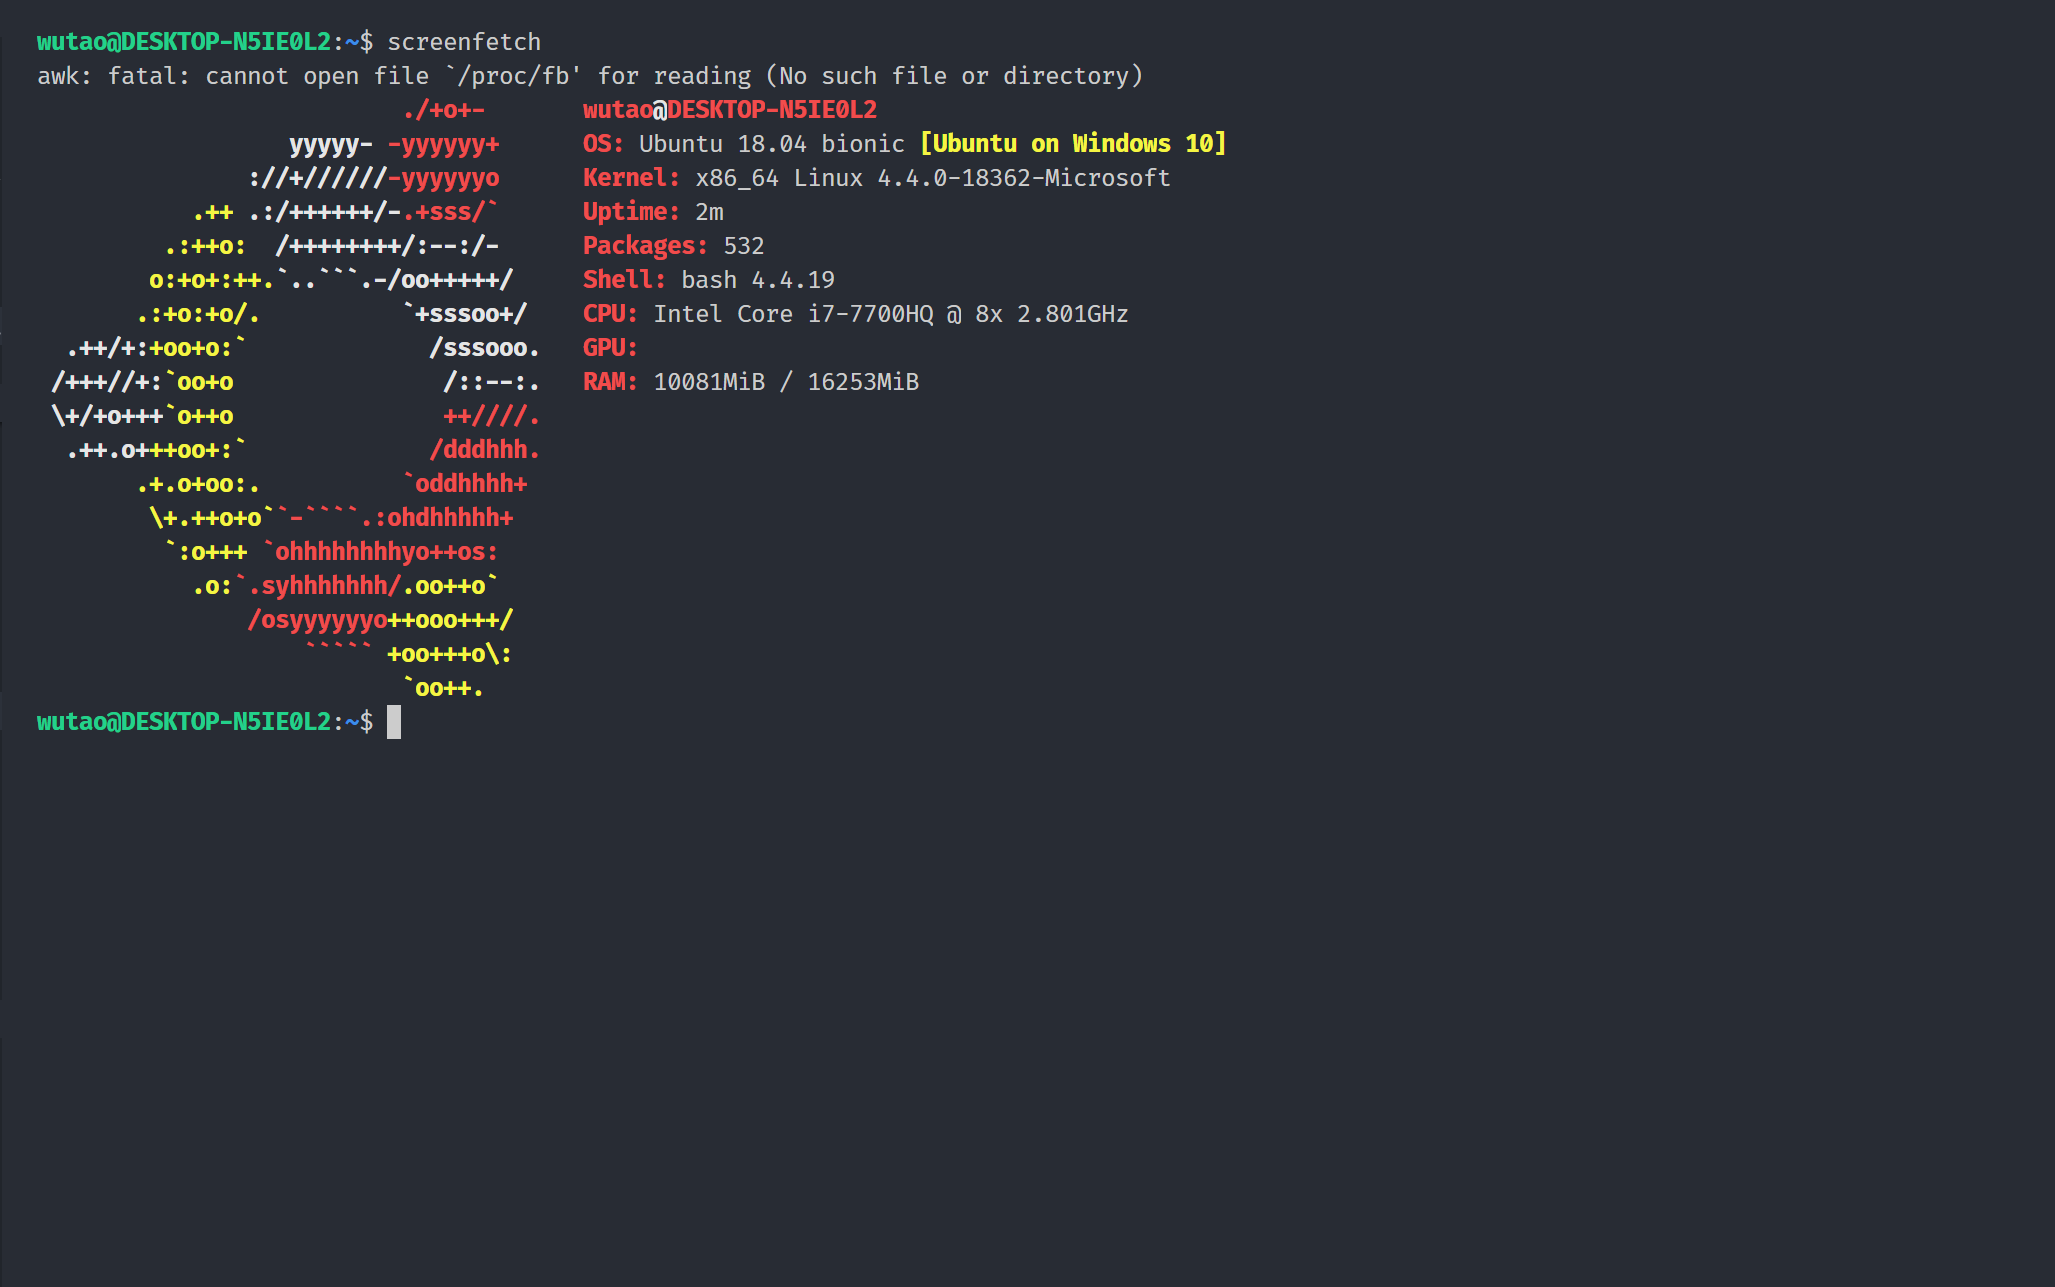 wutao@DESKTOP-N5IE0L2:~$ screenfetch
awk: fatal: cannot open file `/proc/fb' for reading (No such file or directory)
                          ./+o+-       wutao@DESKTOP-N5IE0L2
                  yyyyy- -yyyyyy+      OS: Ubuntu 18.04 bionic [Ubuntu on Windows 10]
               ://+//////-yyyyyyo      Kernel: x86_64 Linux 4.4.0-18362-Microsoft
           .++ .:/++++++/-.+sss/`      Uptime: 2m
         .:++o:  /++++++++/:--:/-      Packages: 532
        o:+o+:++.`..```.-/oo+++++/     Shell: bash 4.4.19
       .:+o:+o/.          `+sssoo+/    CPU: Intel Core i7-7700HQ @ 8x 2.801GHz
  .++/+:+oo+o:`             /sssooo.   GPU:
 /+++//+:`oo+o               /::--:.   RAM: 10081MiB / 16253MiB
 \+/+o+++`o++o               ++////.
  .++.o+++oo+:`             /dddhhh.
       .+.o+oo:.          `oddhhhh+
        \+.++o+o``-````.:ohdhhhhh+
         `:o+++ `ohhhhhhhhyo++os:
           .o:`.syhhhhhhh/.oo++o`
               /osyyyyyyo++ooo+++/
                   ````` +oo+++o\:
                          `oo++.
wutao@DESKTOP-N5IE0L2:~$